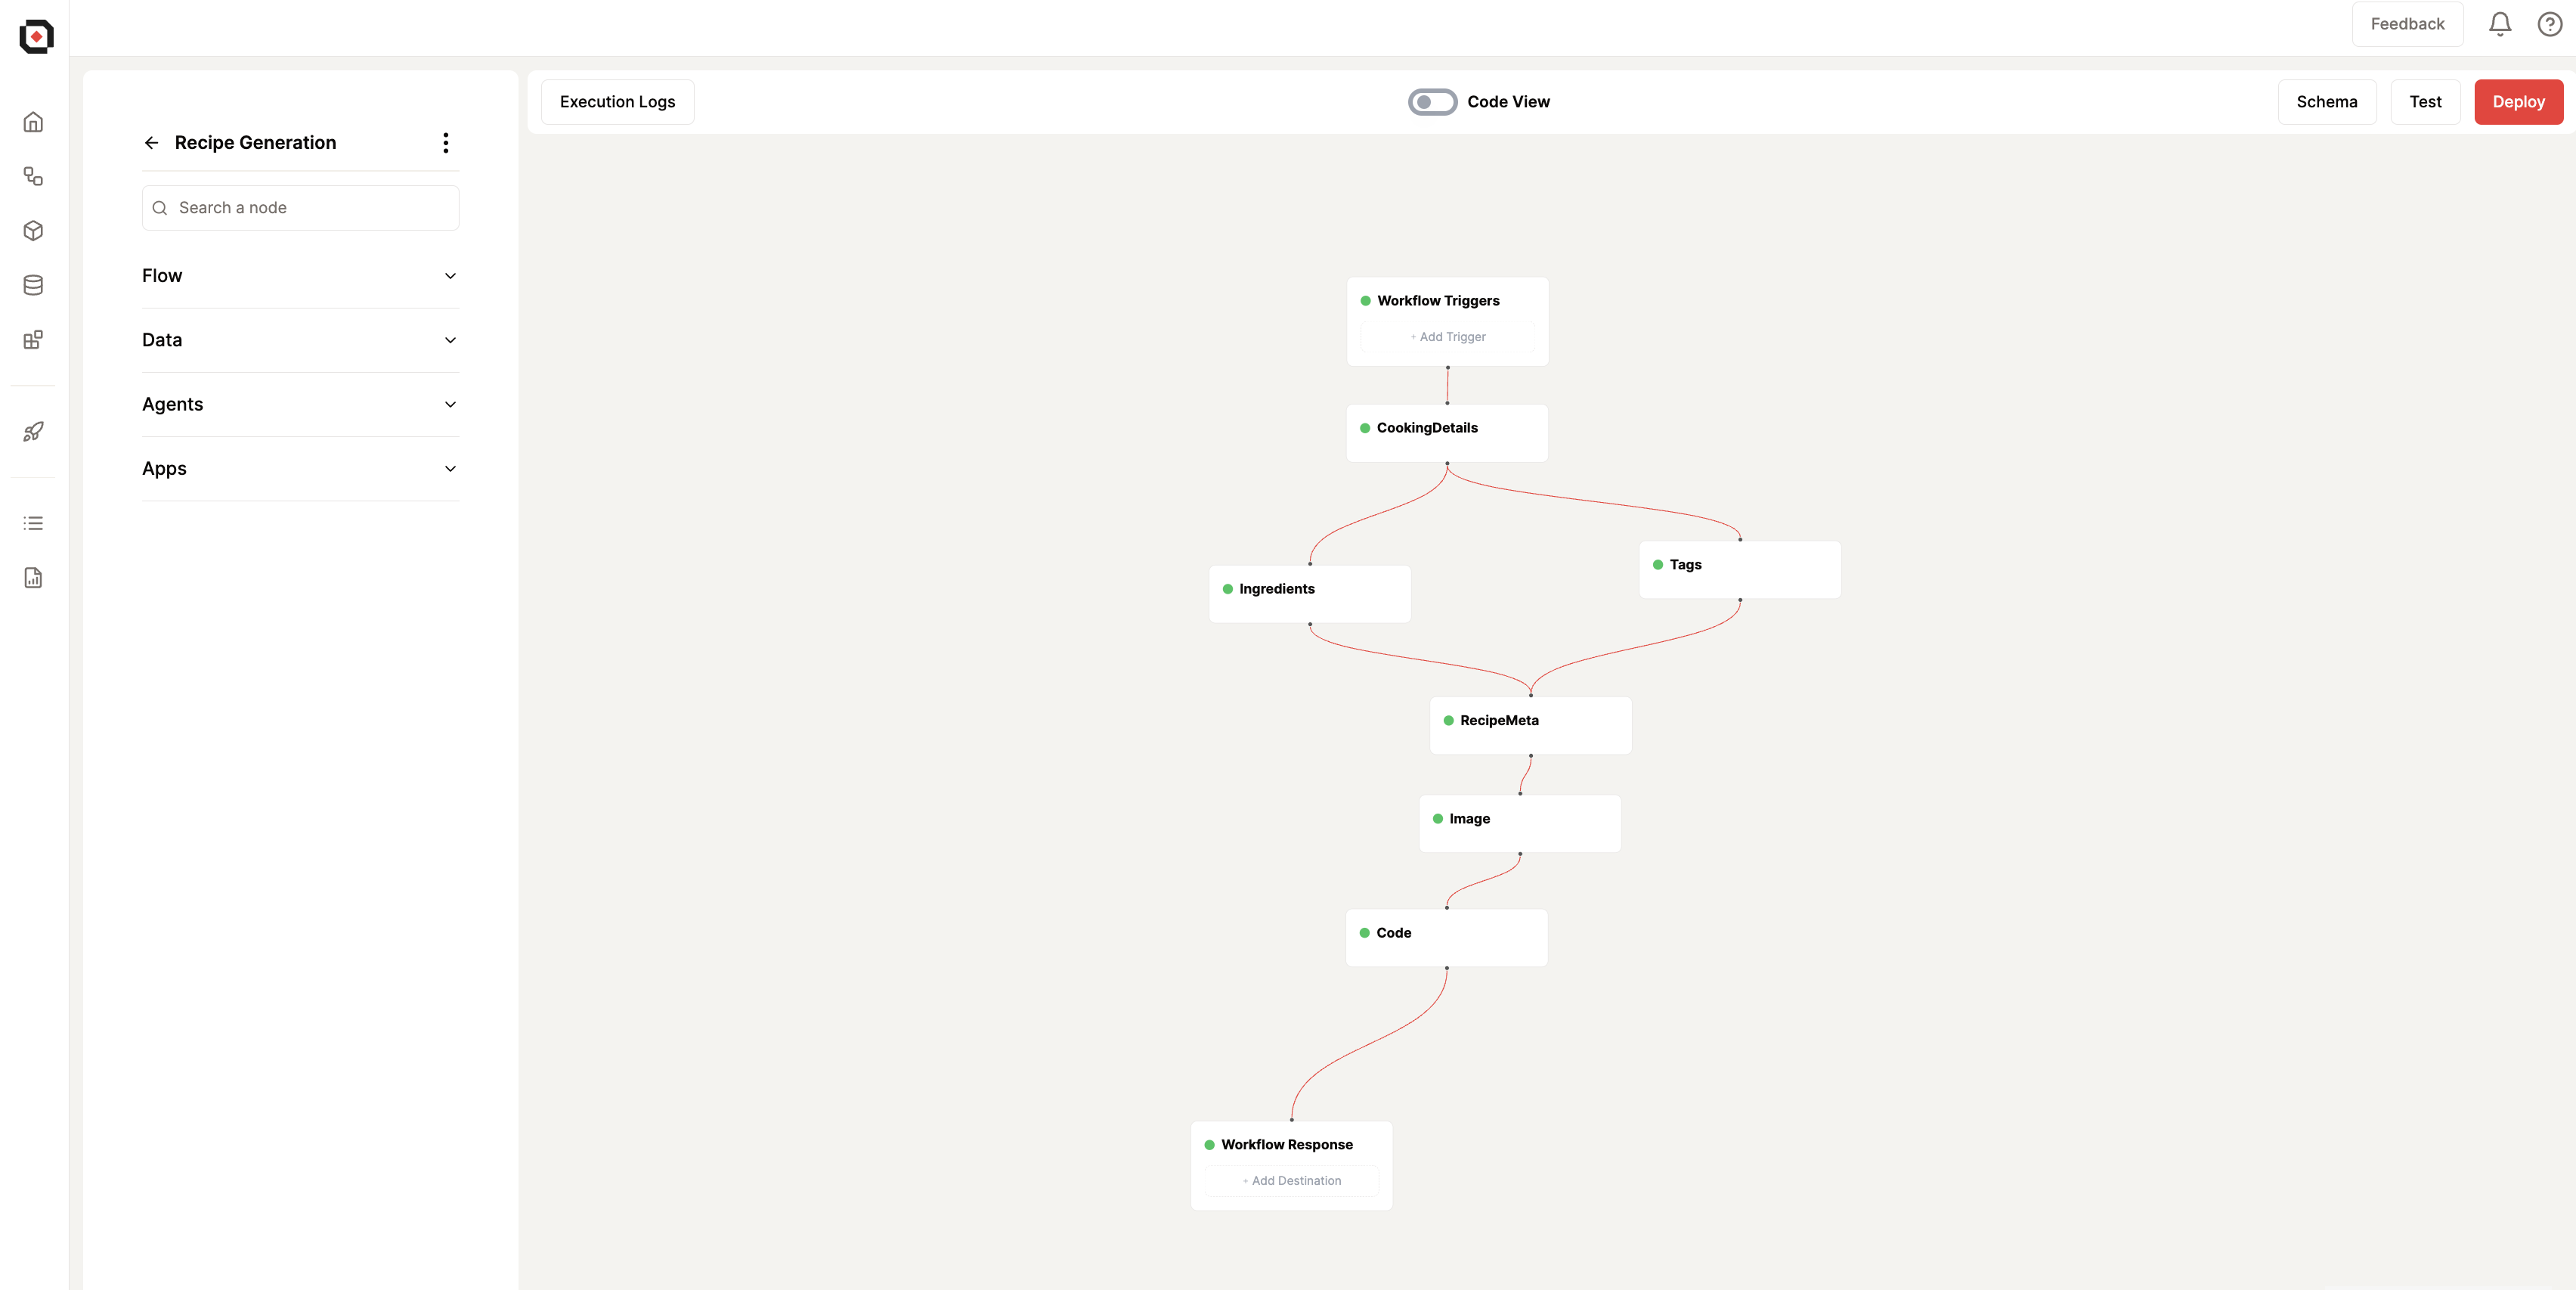 Feedback
Execution Logs
Code View
Schema
Test
Deploy
Recipe Generation
Search a node
Flow
Data
Agents
Apps
Workflow Triggers
+ Add Trigger
CookingDetails
Tags
Ingredients
RecipeMeta
Image
Code
Workflow Response
+ Add Destination